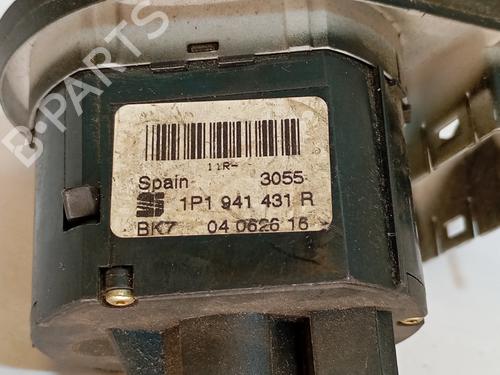 B-PARTS
11R-
Spain 3055
1P1 941 431 R
BK7 04 0626 16